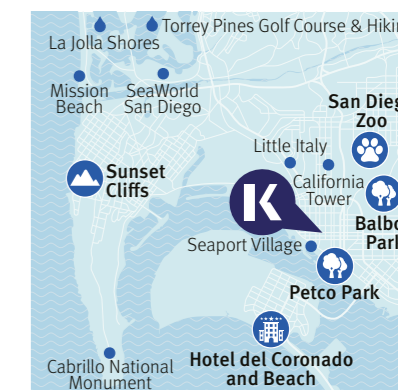 Torrey Pines Golf Course & Hikin
La Jolla Shores
Mission
Beach
SeaWorld
San Diego
San Dieg
Zoo
Little Italy
Sunset
Cliffs
California
Tower
K
Balbo
Park
Seaport Village
Petco Park
Hotel del Coronado
and Beach
Cabrillo National
Monument